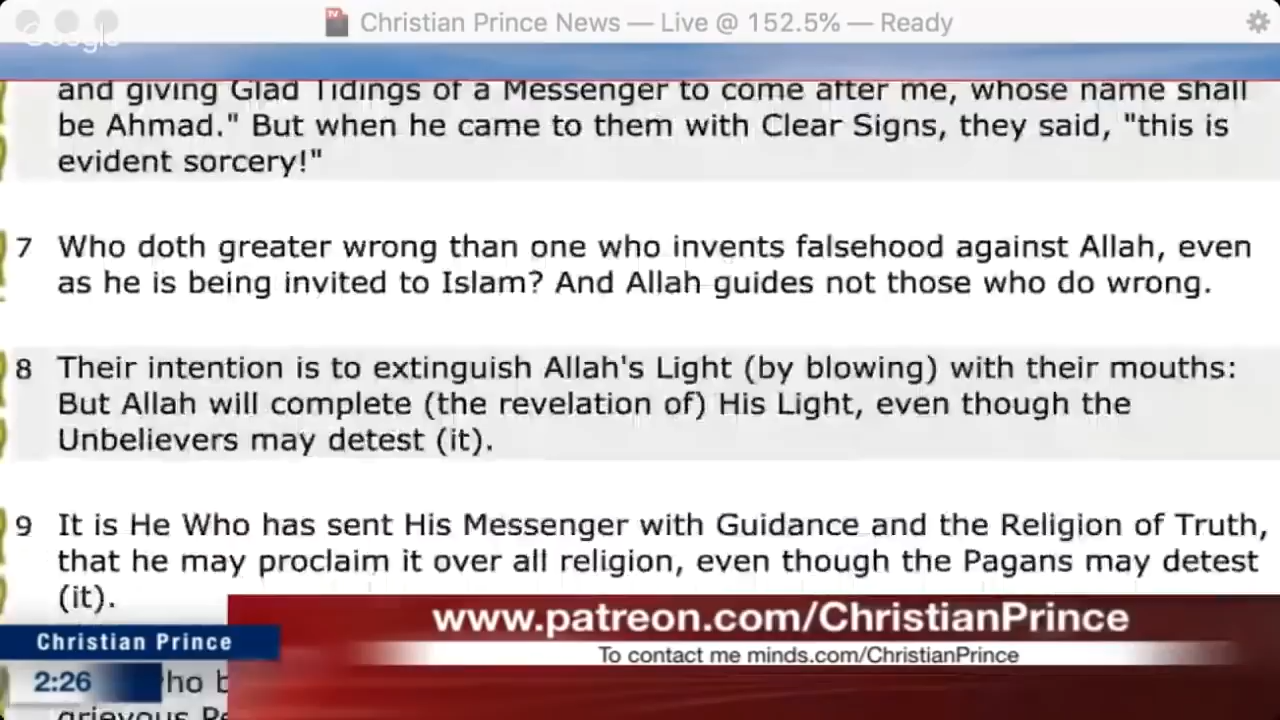 Christian Prince News — Live @ 152.5% — Ready
Google
and giving Glad Tidings of a Messenger to come after me, whose name shall
be Ahmad." But when he came to them with Clear Signs, they said, "this is
evident sorcery!"
7 Who doth greater wrong than one who invents falsehood against Allah, even
as he is being invited to Islam? And Allah guides not those who do wrong.
8 Their intention is to extinguish Allah's Light (by blowing) with their mouths:
But Allah will complete (the revelation of) His Light, even though the
Unbelievers may detest (it).
9 It is He Who has sent His Messenger with Guidance and the Religion of Truth,
that he may proclaim it over all religion, even though the Pagans may detest
(it).
www.patreon.com/ChristianPrince
Christian Prince
To contact me minds.com/ChristianPrince
2:26
grievous